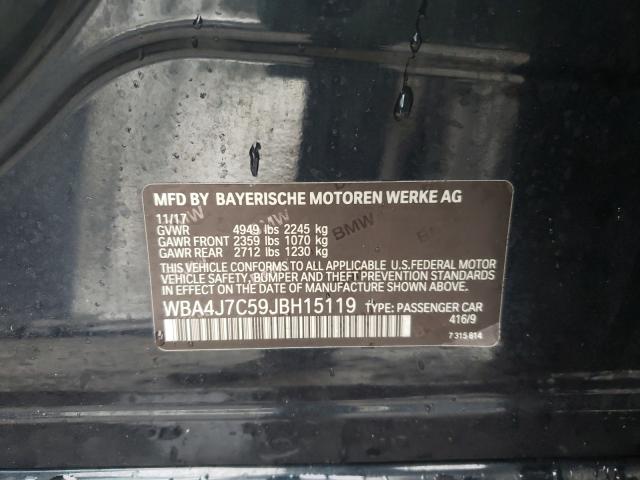 MFD BY BAYERISCHE MOTOREN WERKE AG
11/17
GVWR 4949 lbs 2245 kg
GAWR FRONT 2359 lbs 1070 kg
GAWR REAR 2712 lbs 1230 kg
BMW BMW BMW
THIS VEHICLE CONFORMS TO ALL APPLICABLE U.S.FEDERAL MOTOR
VEHICLE SAFETY, BUMPER, AND THEFT PREVENTION STANDARDS
IN EFFECT ON THE DATE OF MANUFACTURE SHOWN ABOVE.
WBA4J7C59JBH15119 TYPE: PASSENGER CAR
416/9
7 315 814